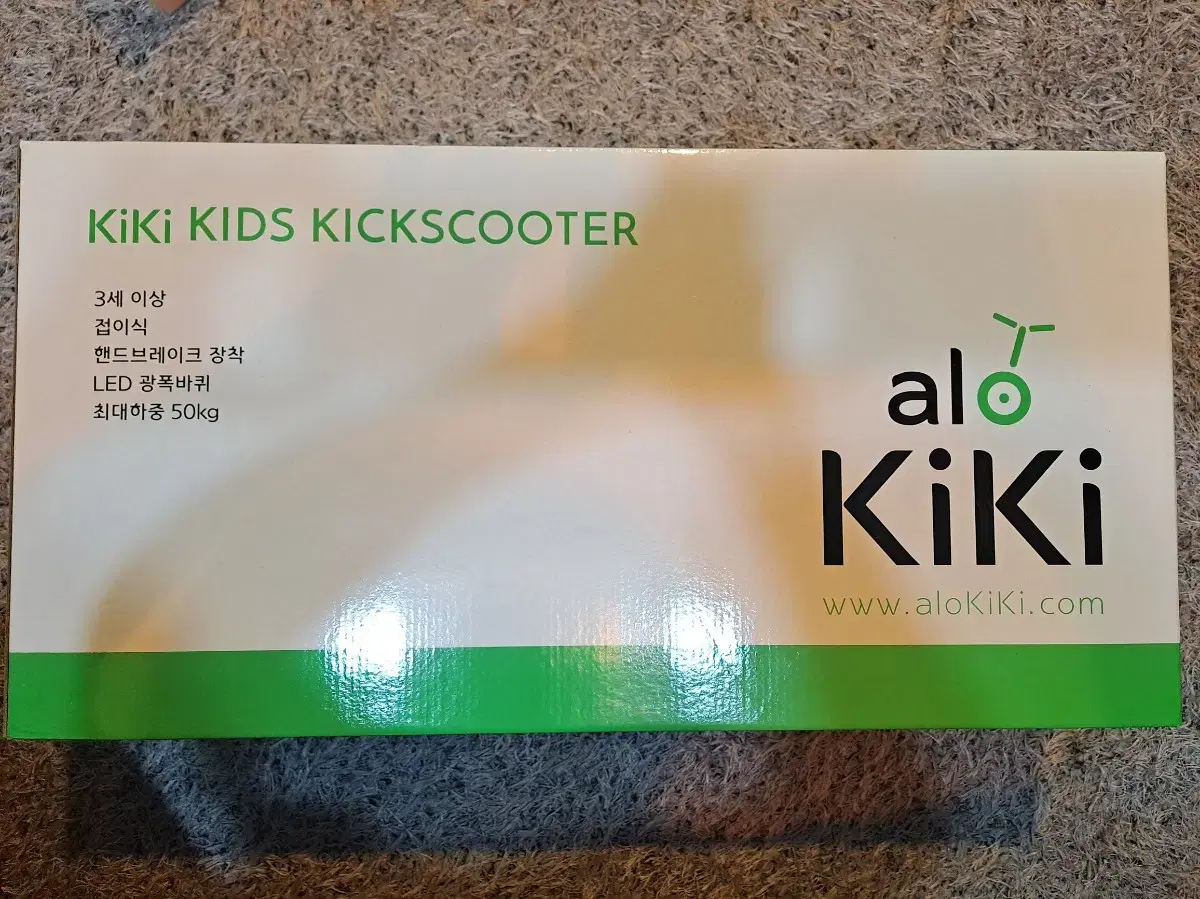 KiKi KIDS KICKSCOOTER
3세 이상
접이식
핸드브레이크 장착
LED 광폭바퀴
최대하중 50kg
alo
KiKi
www.aloKiKi.com